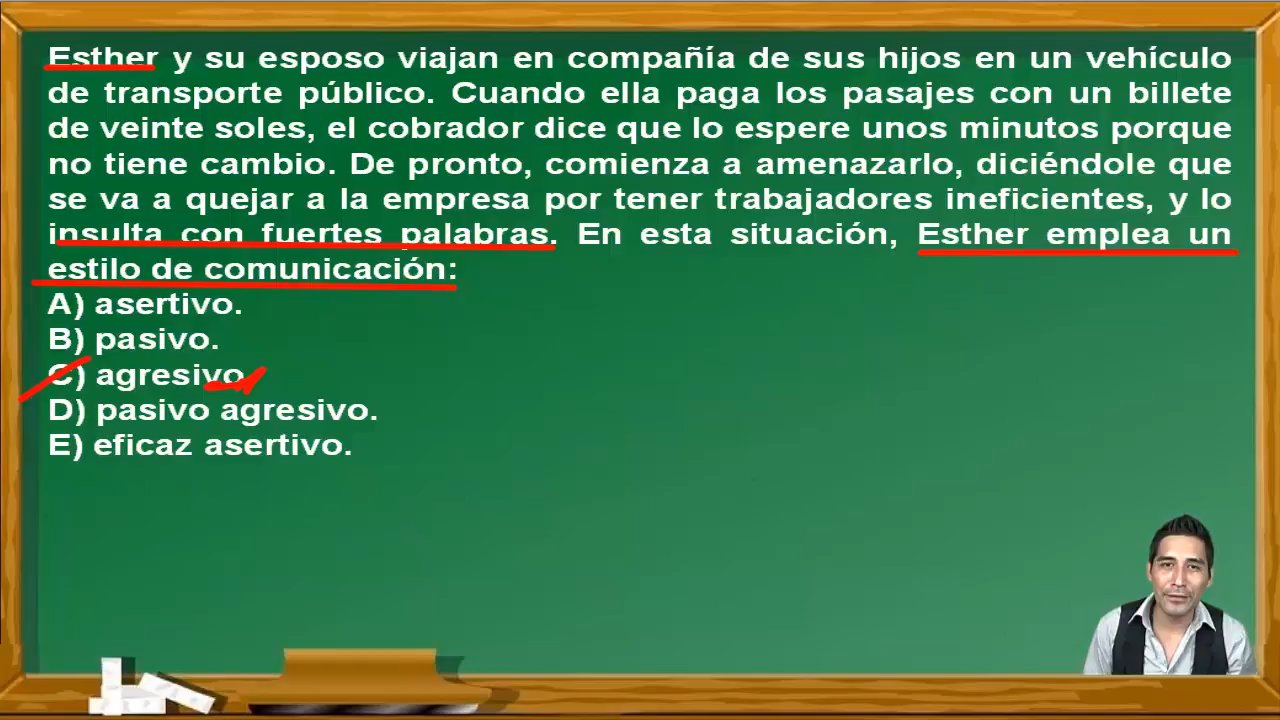 Esther y su esposo viajan en compañía de sus hijos en un vehículo
de transporte público. Cuando ella paga los pasajes con un billete
de veinte soles, el cobrador dice que lo espere unos minutos porque
no tiene cambio. De pronto, comienza a amenazarlo, diciéndole que
se va a quejar a la empresa por tener trabajadores ineficientes, y lo
insulta con fuertes palabras. En esta situación, Esther emplea un
estilo de comunicación:
A) asertivo.
B) pasivo.
C) agresivo.
D) pasivo agresivo.
E) eficaz asertivo.